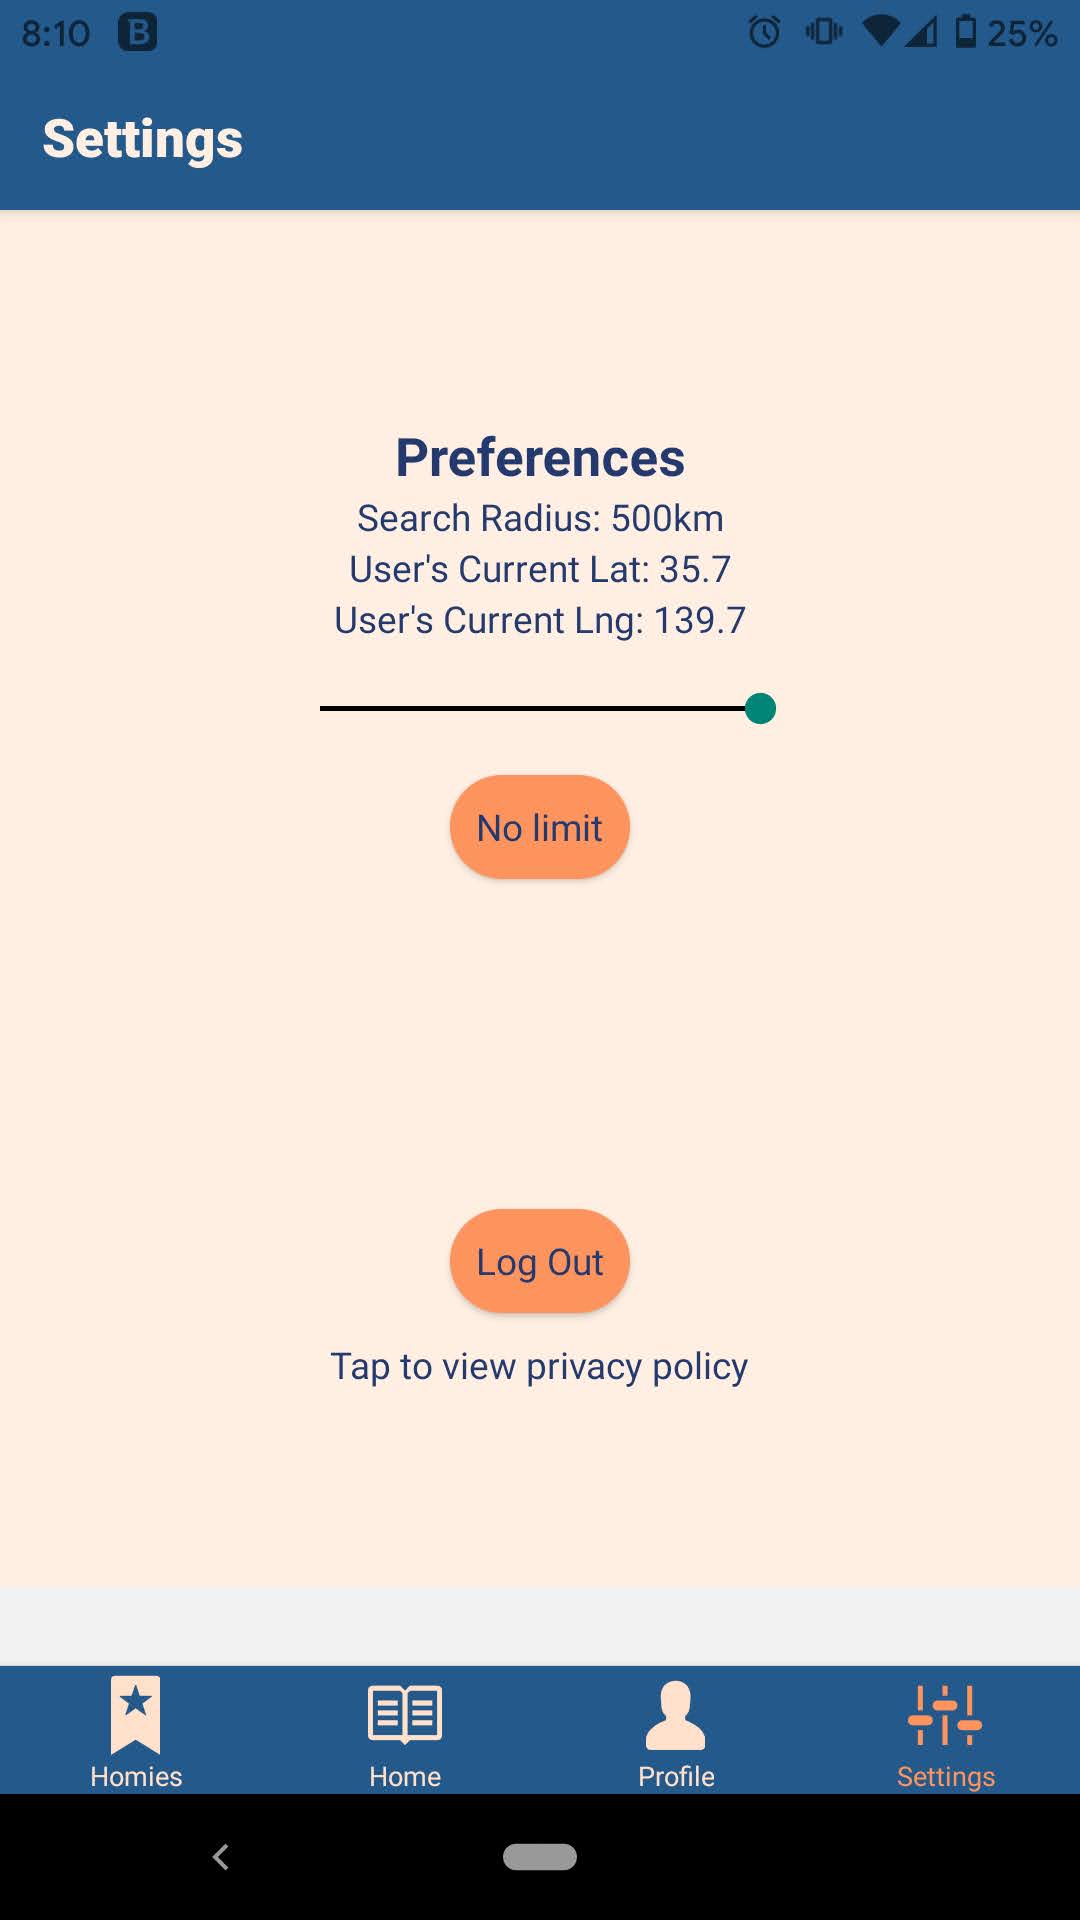 8:10 B 25%
Settings
Preferences
Search Radius: 500km
User's Current Lat: 35.7
User's Current Lng: 139.7
No limit
Log Out
Tap to view privacy policy
Homies Home Profile Settings